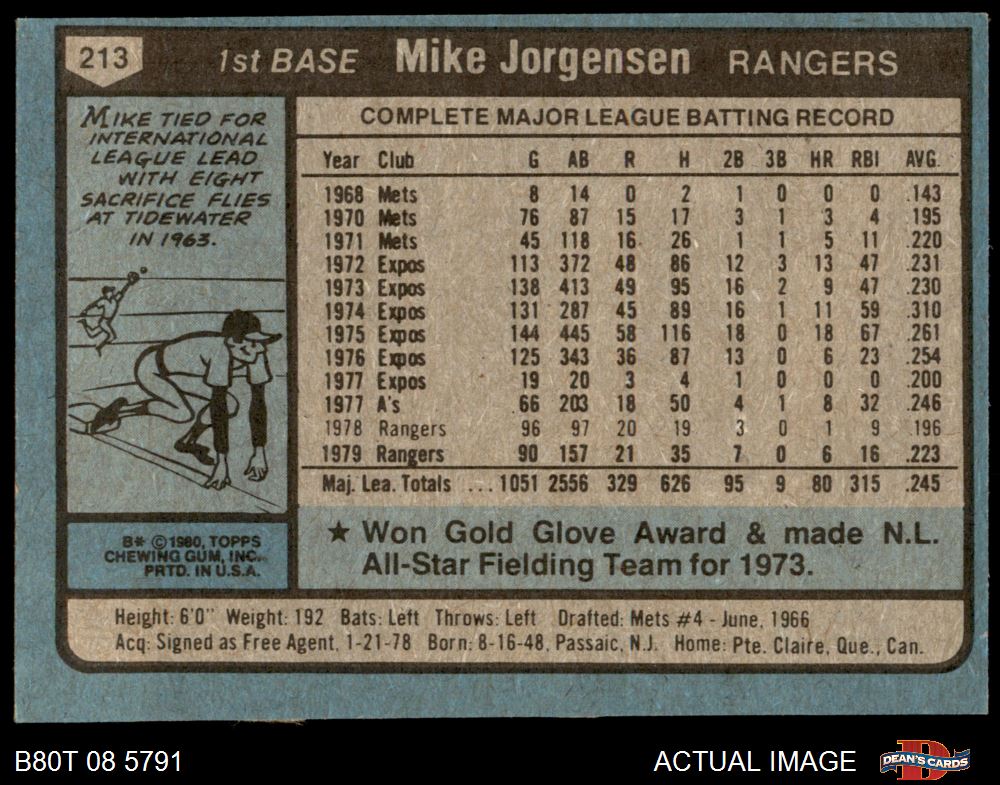 213 1st BASE Mike Jorgensen RANGERS
MIKE TIED FOR
INTERNATIONAL
LEAGUE LEAD
WITH EIGHT
SACRIFICE FLIES
AT TIDEWATER
IN 1963.
B* © 1980, TOPPS
CHEWING GUM, INC.
PRTD. IN U.S.A.
COMPLETE MAJOR LEAGUE BATTING RECORD
Year Club G AB R H 2B 3B HR RBI AVG.
1968 Mets 8 14 0 2 1 0 0 0 .143
1970 Mets 76 87 15 17 3 1 3 4 .195
1971 Mets 45 118 16 26 1 1 5 11 .220
1972 Expos 113 372 48 86 12 3 13 47 .231
1973 Expos 138 413 49 95 16 2 9 47 .230
1974 Expos 131 287 45 89 16 1 11 59 .310
1975 Expos 144 445 58 116 18 0 18 67 .261
1976 Expos 125 343 36 87 13 0 6 23 .254
1977 Expos 19 20 3 4 1 0 0 0 .200
1977 A's 66 203 18 50 4 1 8 32 .246
1978 Rangers 96 97 20 19 3 0 1 9 .196
1979 Rangers 90 157 21 35 7 0 6 16 .223
Maj. Lea. Totals ... 1051 2556 329 626 95 9 80 315 .245
★ Won Gold Glove Award & made N.L.
All-Star Fielding Team for 1973.
Height: 6'0" Weight: 192 Bats: Left Throws: Left Drafted: Mets #4 - June, 1966
Acq: Signed as Free Agent, 1-21-78 Born: 8-16-48, Passaic, N.J. Home: Pte. Claire, Que., Can.
B80T 08 5791 ACTUAL IMAGE D DEAN'S CARDS